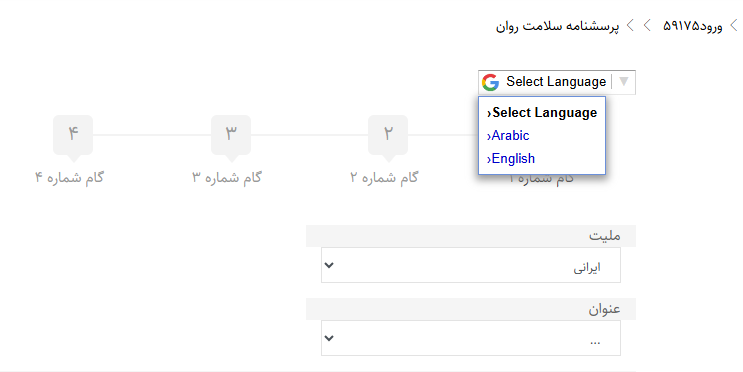 ورود۵۹۱۷۵ > > پرسشنامه سلامت روان >
Select Language ▼
›Select Language
›Arabic
›English
۲
۳
۴
گام شماره ۱
گام شماره ۲
گام شماره ۳
گام شماره ۴
ملیت
ایرانی
عنوان
...